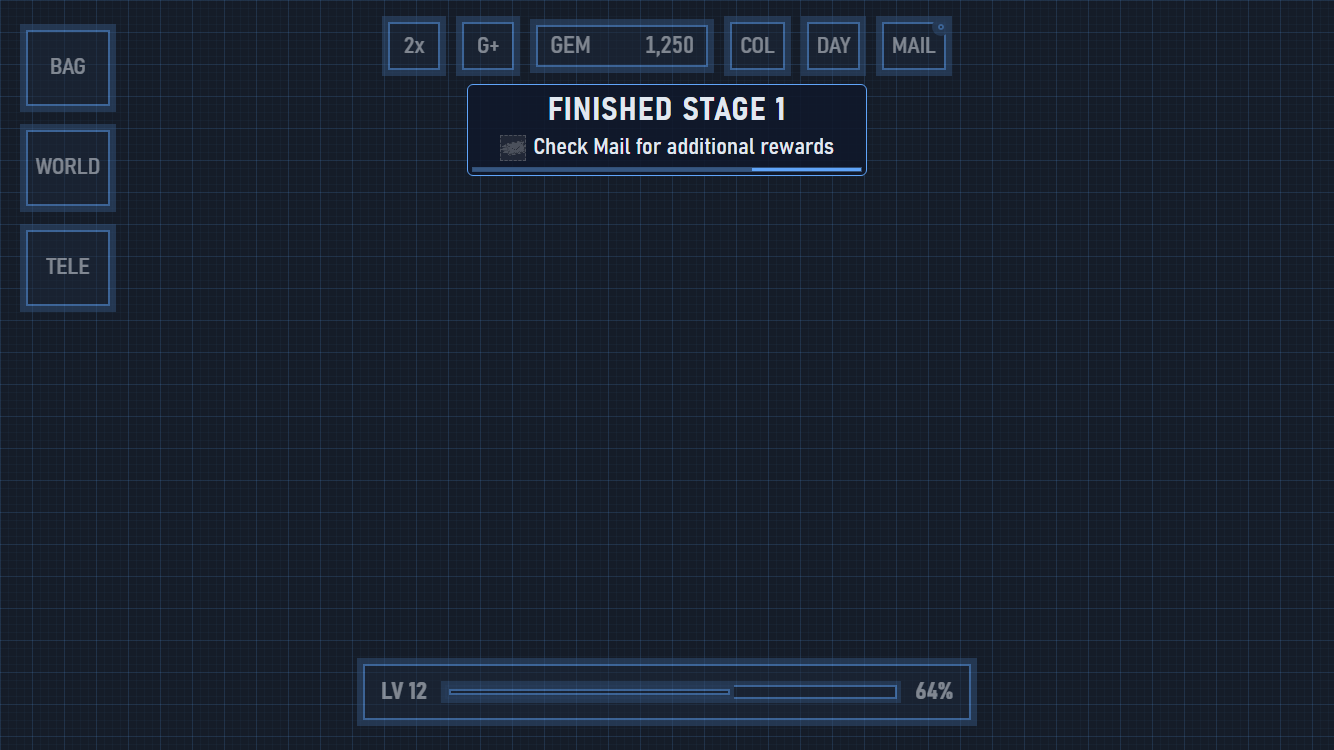 BAG
WORLD
TELE
2x
G+
GEM 1,250
COL
DAY
MAIL
FINISHED STAGE 1
Check Mail for additional rewards
LV 12
64%